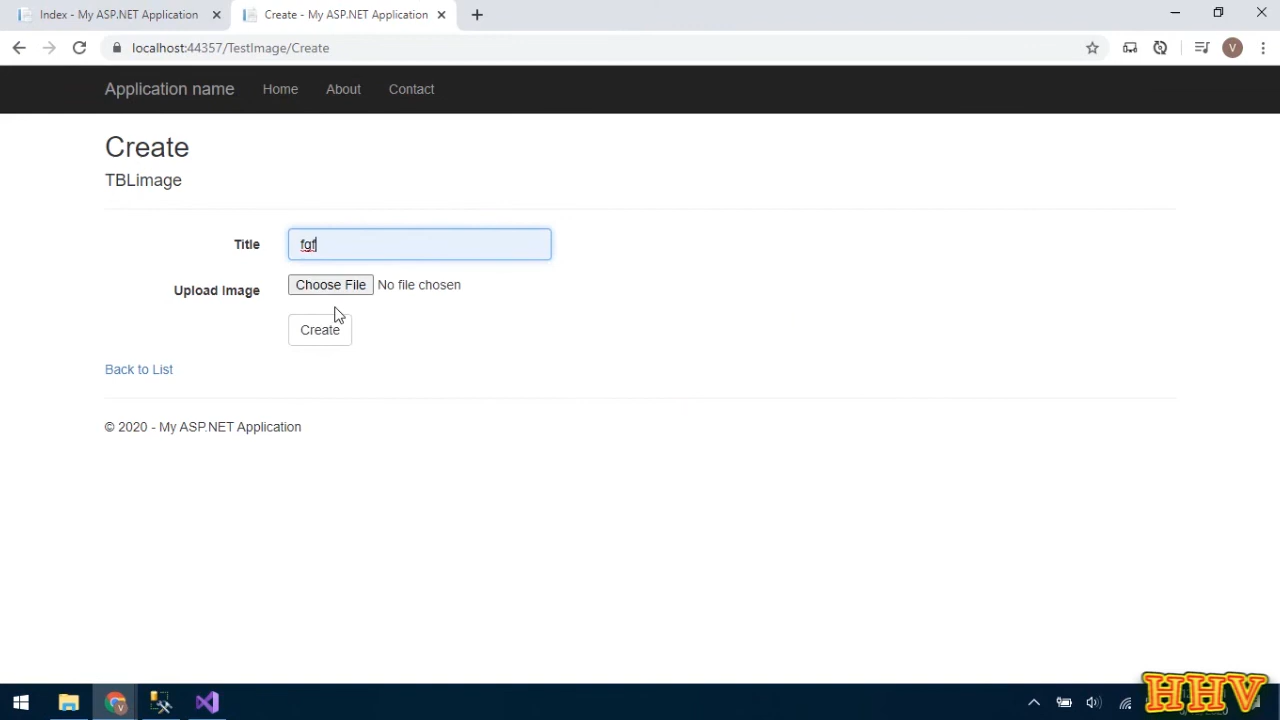 Index - My ASP.NET Application
Create - My ASP.NET Application
localhost:44357/TestImage/Create
V
Application name Home About Contact
Create
TBLimage
Title fgf
Upload Image Choose File No file chosen
Create
Back to List
© 2020 - My ASP.NET Application
HHV